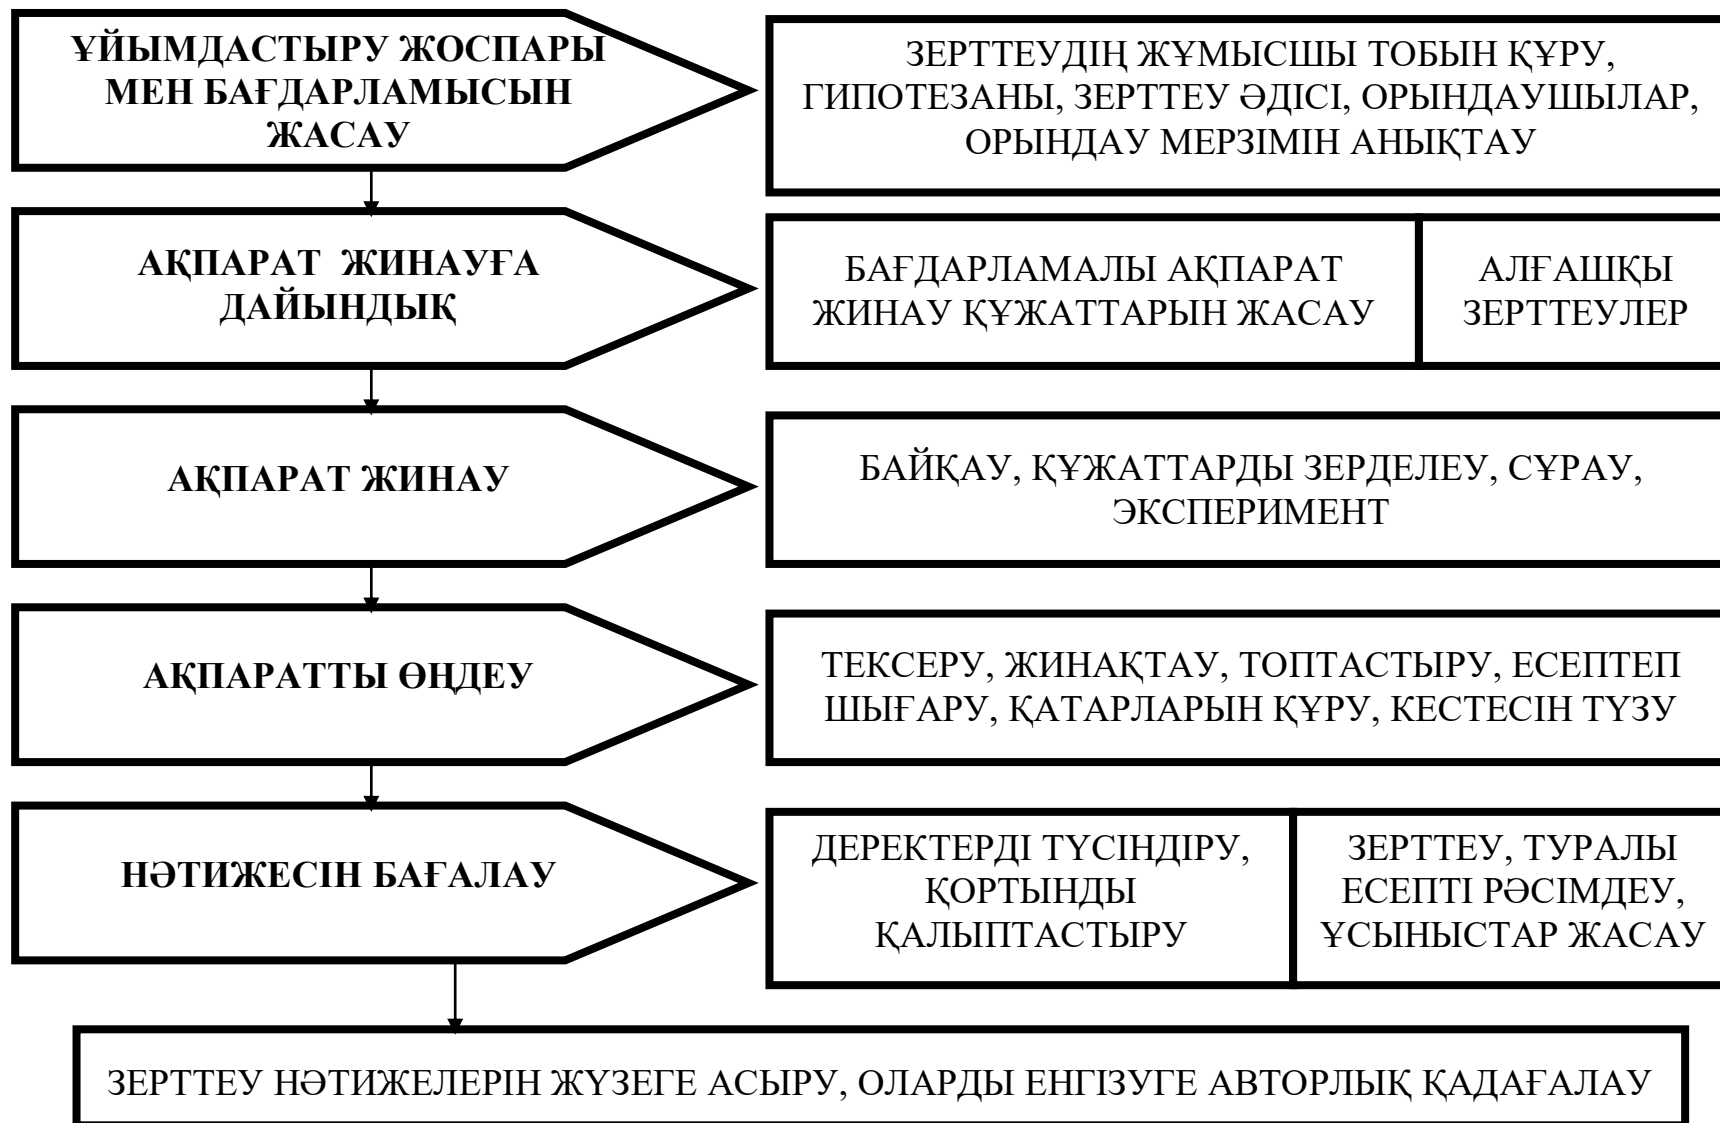 ҰЙЫМДАСТЫРУ ЖОСПАРЫ
МЕН БАҒДАРЛАМЫСЫН
ЖАСАУ
ЗЕРТТЕУДІҢ ЖҰМЫСШЫ ТОБЫН ҚҰРУ,
ГИПОТЕЗАНЫ, ЗЕРТТЕУ ӘДІСІ, ОРЫНДАУШЫЛАР,
ОРЫНДАУ МЕРЗІМІН АНЫҚТАУ
АҚПАРАТ ЖИНАУҒА
ДАЙЫНДЫҚ
БАҒДАРЛАМАЛЫ АҚПАРАТ
ЖИНАУ ҚҰЖАТТАРЫН ЖАСАУ
АЛҒАШҚЫ
ЗЕРТТЕУЛЕР
АҚПАРАТ ЖИНАУ
БАЙҚАУ, ҚҰЖАТТАРДЫ ЗЕРДЕЛЕУ, СҰРАУ,
ЭКСПЕРИМЕНТ
АҚПАРАТТЫ ӨҢДЕУ
ТЕКСЕРУ, ЖИНАҚТАУ, ТОПТАСТЫРУ, ЕСЕПТЕП
ШЫҒАРУ, ҚАТАРЛАРЫН ҚҰРУ, КЕСТЕСІН ТҮЗУ
НӘТИЖЕСІН БАҒАЛАУ
ДЕРЕКТЕРДІ ТҮСІНДІРУ,
ҚОРТЫНДЫ
ҚАЛЫПТАСТЫРУ
ЗЕРТТЕУ, ТУРАЛЫ
ЕСЕПТІ РӘСІМДЕУ,
ҰСЫНЫСТАР ЖАСАУ
ЗЕРТТЕУ НӘТИЖЕЛЕРІН ЖҮЗЕГЕ АСЫРУ, ОЛАРДЫ ЕНГІЗУГЕ АВТОРЛЫҚ ҚАДАҒАЛАУ